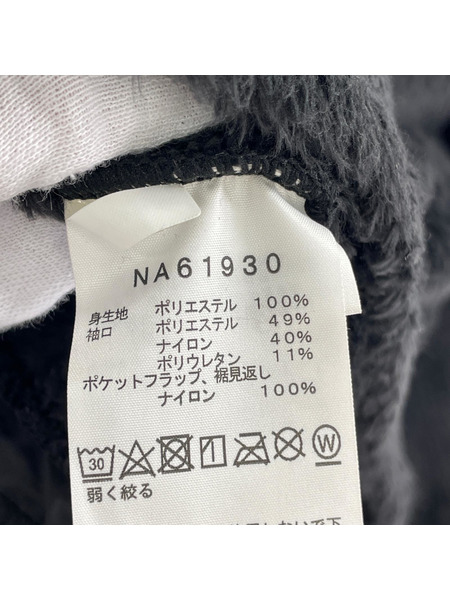 NA61930
身生地 ポリエステル 100%
袖口 ポリエステル 49%
ナイロン 40%
ポリウレタン 11%
ポケットフラップ、裾見返し
ナイロン 100%
30 W
弱く絞る